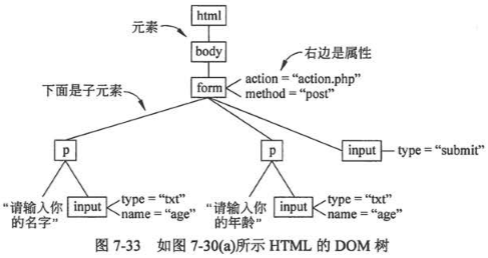 html
元素
body
右边是属性
form
action = “action.php”
method = “post”
下面是子元素
p
p
input
type = “submit”
“请输入你
的名字”
input
type = “txt”
name = “age”
“请输入你
的年龄”
input
type = “txt”
name = “age”
图 7-33 如图 7-30(a)所示 HTML 的 DOM 树